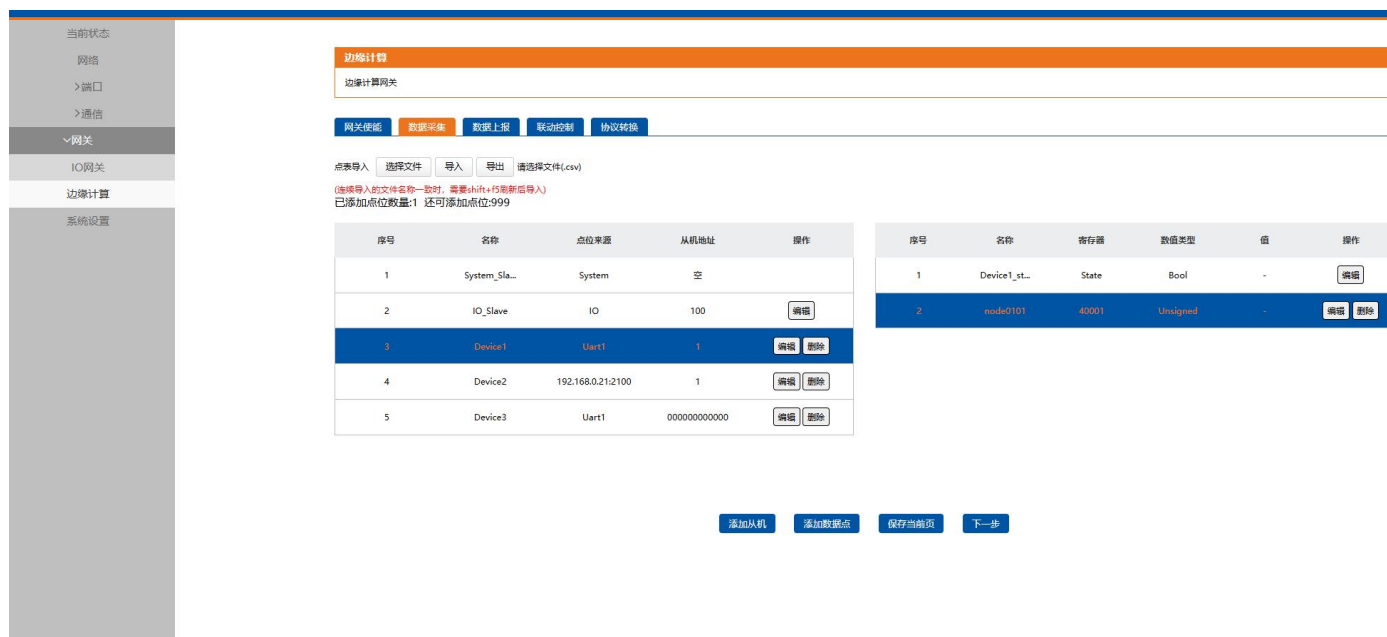 当前状态
网络
>端口
>通信
∨网关
IO网关
边缘计算
系统设置
边缘计算
边缘计算网关
网关使能 数据采集 数据上报 联动控制 协议转换
点表导入 选择文件 导入 导出 请选择文件(.csv)
(连续导入的文件名称一致时，需要shift+f5刷新后导入)
已添加点位数量:1 还可添加点位:999
序号 名称 点位来源 从机地址 操作
1 System_Sla... System 空
2 IO_Slave IO 100 编辑
3 Device1 Uart1 1 编辑 删除
4 Device2 192.168.0.21:2100 1 编辑 删除
5 Device3 Uart1 000000000000 编辑 删除
序号 名称 寄存器 数值类型 值 操作
1 Device1_st... State Bool - 编辑
2 node0101 40001 Unsigned - 编辑 删除
添加从机 添加数据点 保存当前页 下一步